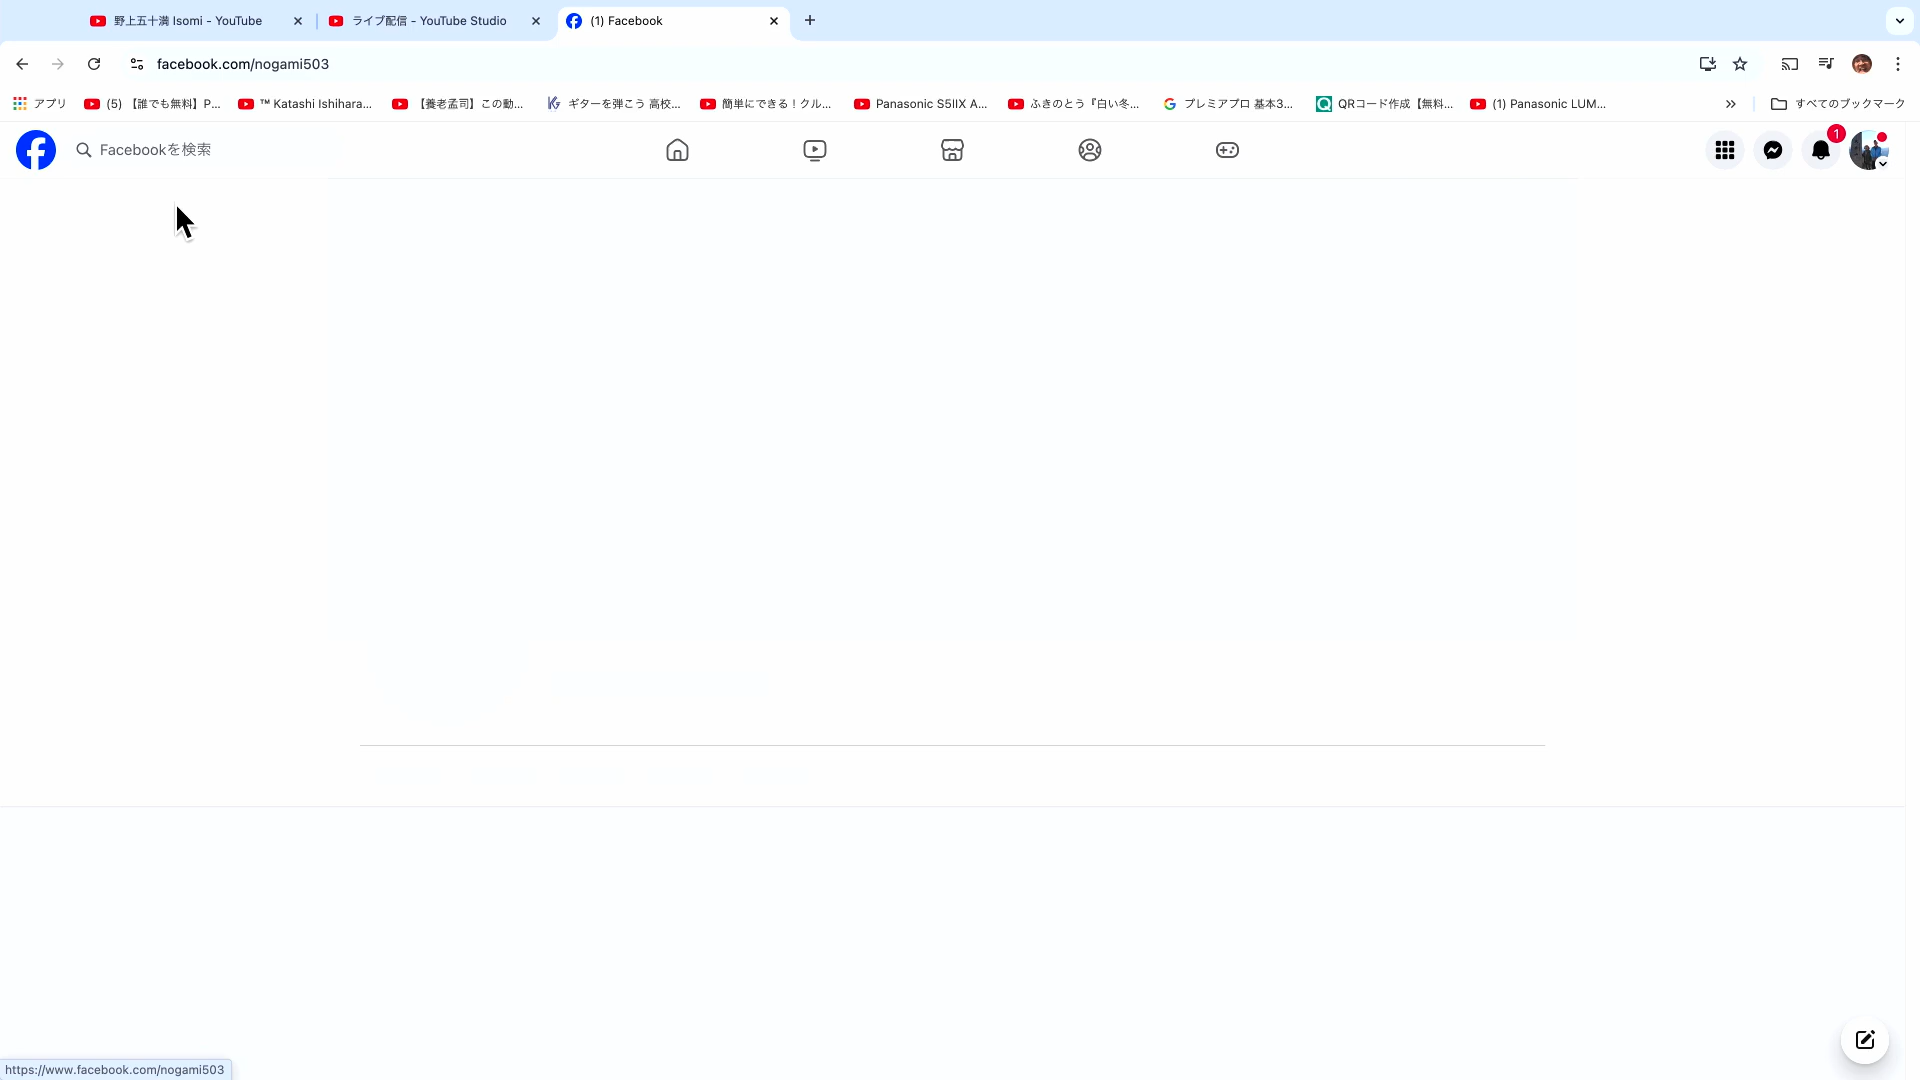 野上五十満 Isomi - YouTube
ライブ配信 - YouTube Studio
(1) Facebook
facebook.com/nogami503
アプリ
(5) 【誰でも無料】P...
™ Katashi Ishihara...
【養老孟司】この動...
ギターを弾こう 高校...
簡単にできる！クル...
Panasonic S5IIX A...
ふきのとう『白い冬...
プレミアプロ 基本3...
QRコード作成【無料...
(1) Panasonic LUM...
すべてのブックマーク
Facebookを検索
1
https://www.facebook.com/nogami503